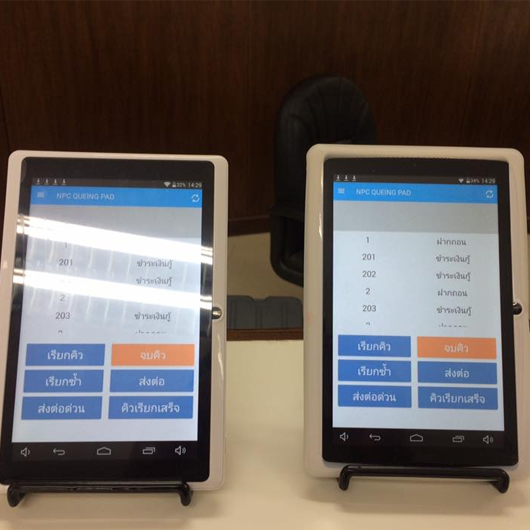 30% 14:29
NPC QUEING PAD
1
201 ชำระเงินกู้
ชำระเงินกู้
2
203 ชำระเงินกู้
เรียกคิว จบคิว
เรียกซ้ำ ส่งต่อ
ส่งต่อด่วน คิวเรียกเสร็จ
34% 14:29
NPC QUEING PAD
1 ฝากถอน
201 ชำระเงินกู้
202 ชำระเงินกู้
2 ฝากถอน
203 ชำระเงินกู้
เรียกคิว จบคิว
เรียกซ้ำ ส่งต่อ
ส่งต่อด่วน คิวเรียกเสร็จ